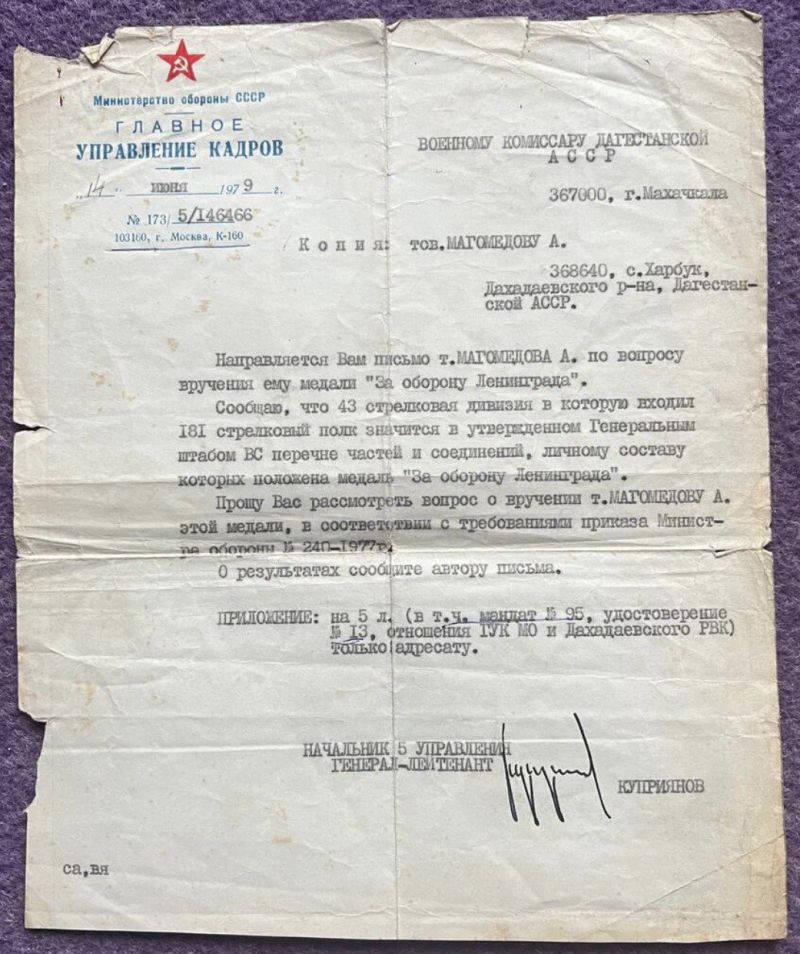 Министерство обороны СССР
ГЛАВНОЕ
УПРАВЛЕНИЕ КАДРОВ
„14„ июня 1979 г.
№ 173/5/146466
103160, г. Москва, К-160
ВОЕННОМУ КОМИССАРУ ДАГЕСТАНСКОЙ
А С С Р
367000, г.Махачкала
К о п и я: тов.МАГОМЕДОВУ А.
368640, с.Харбук,
Дахадаевского р-на, Дагестан-
ской АССР.
Направляется Вам письмо т.МАГОМЕДОВА А. по вопросу
вручения ему медали "За оборону Ленинграда".
Сообщаю, что 43 стрелковая дивизия в которую входил
181 стрелковый полк значится в утвержденном Генеральным
штабом ВС перечне частей и соединений, личному составу
которых положена медаль "За оборону Ленинграда".
Прошу Вас рассмотреть вопрос о вручении т.МАГОМЕДОВУ А.
этой медали, в соответствии с требованиями приказа Минист-
ра обороны № 240-1977г.
О результатах сообщите автору письма.
ПРИЛОЖЕНИЕ: на 5 л. (в т.ч. мандат № 95, удостоверение
№ 13, отношения ГУК МО и Дахадаевского РВК)
только адресату.
НАЧАЛЬНИК 5 УПРАВЛЕНИЯ
ГЕНЕРАЛ-ЛЕЙТЕНАНТ
КУПРИЯНОВ
са,вя